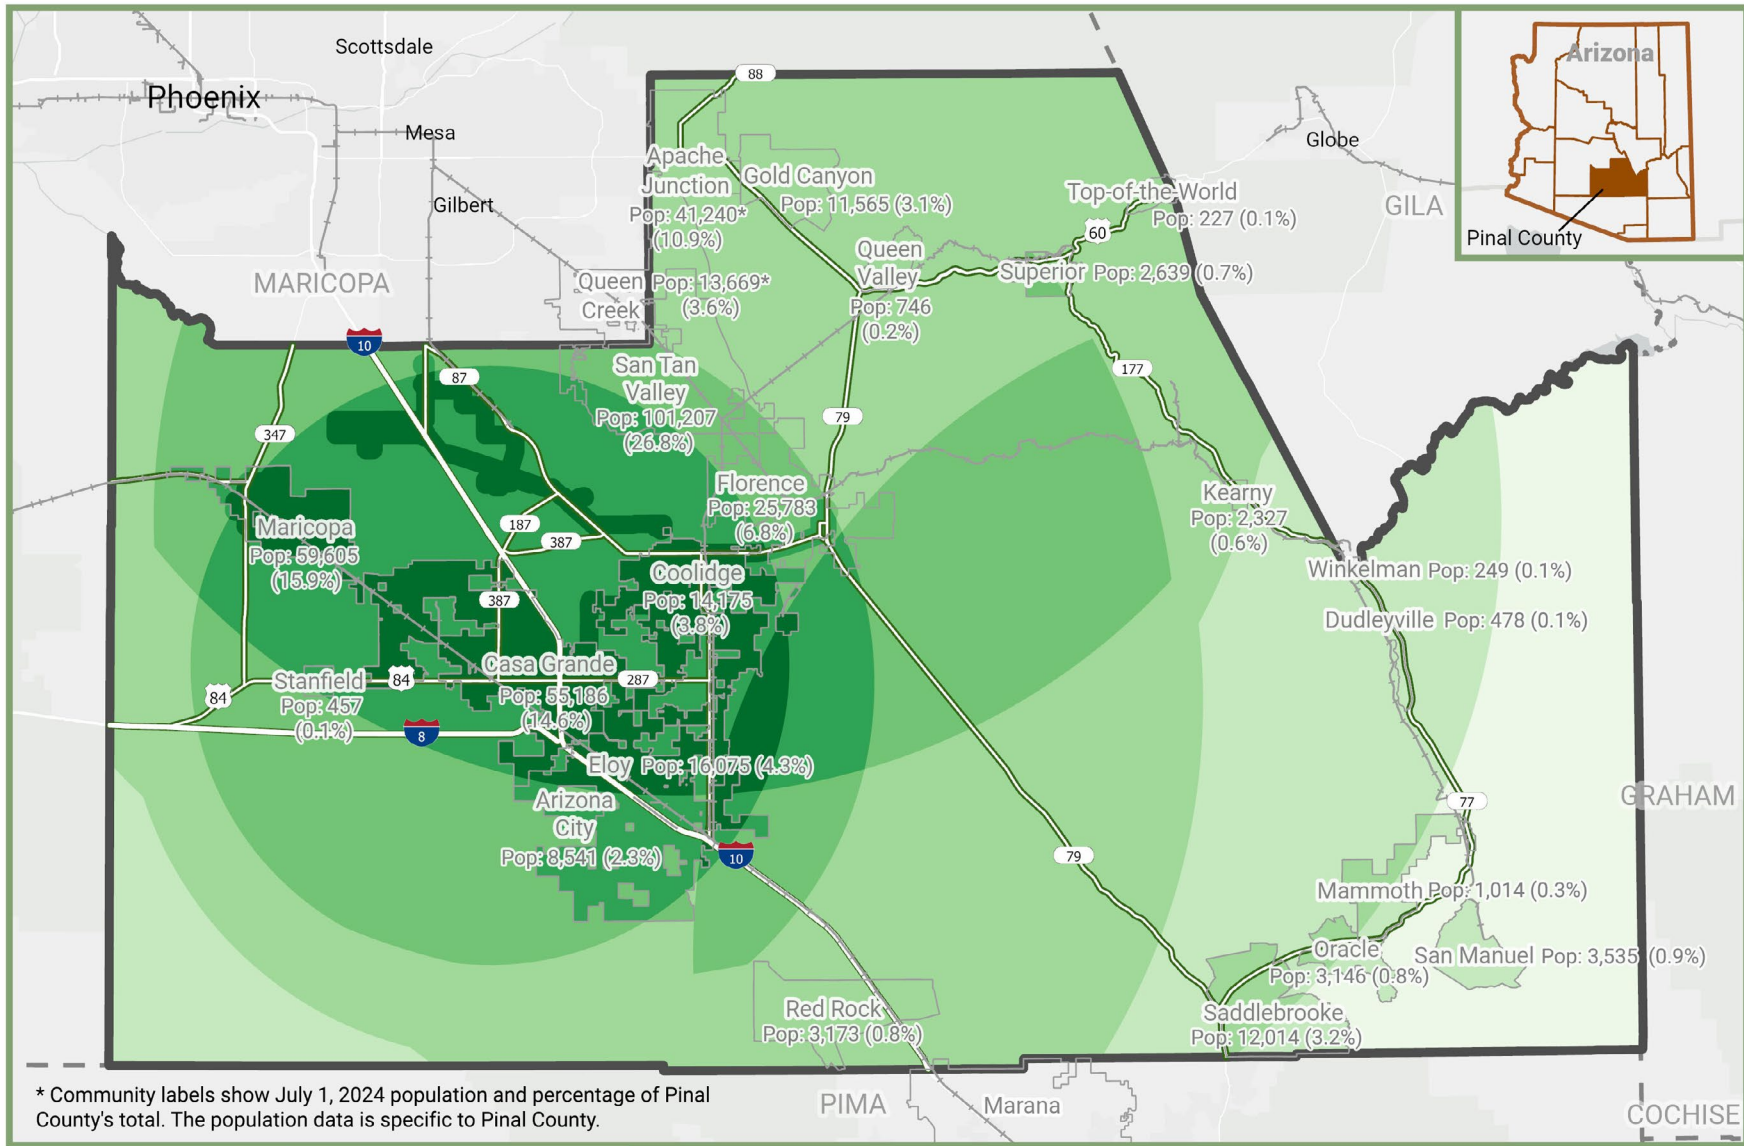 Scottsdale
Phoenix
Mesa
Gilbert
MARICOPA
88
Apache
Junction
Pop: 41,240*
(10.9%)
Gold Canyon
Pop: 11,565 (3.1%)
Queen
Creek
Pop: 13,669*
(3.6%)
Queen
Valley
Pop: 746
(0.2%)
Top-of-the-World
Pop: 227 (0.1%)
60
Superior Pop: 2,639 (0.7%)
Globe
GILA
Arizona
Pinal County
10
87
347
San Tan
Valley
Pop: 101,207
(26.8%)
79
177
Florence
Pop: 25,783
(6.8%)
Kearny
Pop: 2,327
(0.6%)
Maricopa
Pop: 59,605
(15.9%)
187
387
387
Coolidge
Pop: 14,175
(3.8%)
Winkelman Pop: 249 (0.1%)
Dudleyville Pop: 478 (0.1%)
Casa Grande
Pop: 55,186
(14.6%)
287
84
84
Stanfield
Pop: 457
(0.1%)
8
Eloy Pop: 16,075 (4.3%)
Arizona
City
Pop: 8,541 (2.3%)
10
79
77
GRAHAM
Mammoth Pop: 1,014 (0.3%)
Oracle
Pop: 3,146 (0.8%)
San Manuel Pop: 3,535 (0.9%)
Red Rock
Pop: 3,173 (0.8%)
Saddlebrooke
Pop: 12,014 (3.2%)
* Community labels show July 1, 2024 population and percentage of Pinal
County's total. The population data is specific to Pinal County.
PIMA
Marana
COCHISE